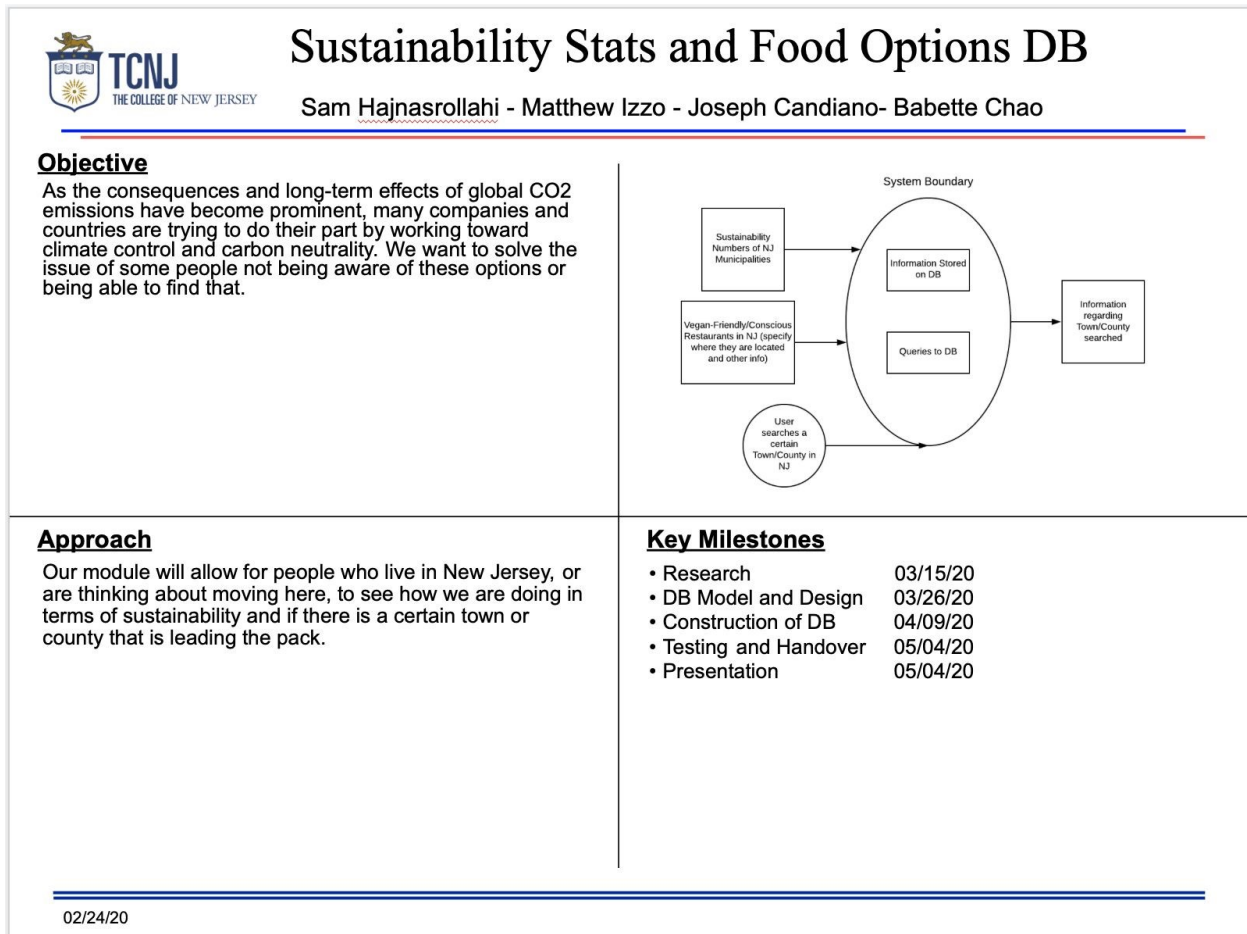 TCNJ
THE COLLEGE OF NEW JERSEY
Sustainability Stats and Food Options DB
Sam Hajnasrollahi - Matthew Izzo - Joseph Candiano- Babette Chao
Objective
As the consequences and long-term effects of global CO2
emissions have become prominent, many companies and
countries are trying to do their part by working toward
climate control and carbon neutrality. We want to solve the
issue of some people not being aware of these options or
being able to find that.
System Boundary
Sustainability
Numbers of NJ
Municipalities
Vegan-Friendly/Conscious
Restaurants in NJ (specify
where they are located
and other info)
User
searches a
certain
Town/County in
NJ
Information Stored
on DB
Queries to DB
Information
regarding
Town/County
searched
Approach
Our module will allow for people who live in New Jersey, or
are thinking about moving here, to see how we are doing in
terms of sustainability and if there is a certain town or
county that is leading the pack.
Key Milestones
• Research 03/15/20
• DB Model and Design 03/26/20
• Construction of DB 04/09/20
• Testing and Handover 05/04/20
• Presentation 05/04/20
02/24/20